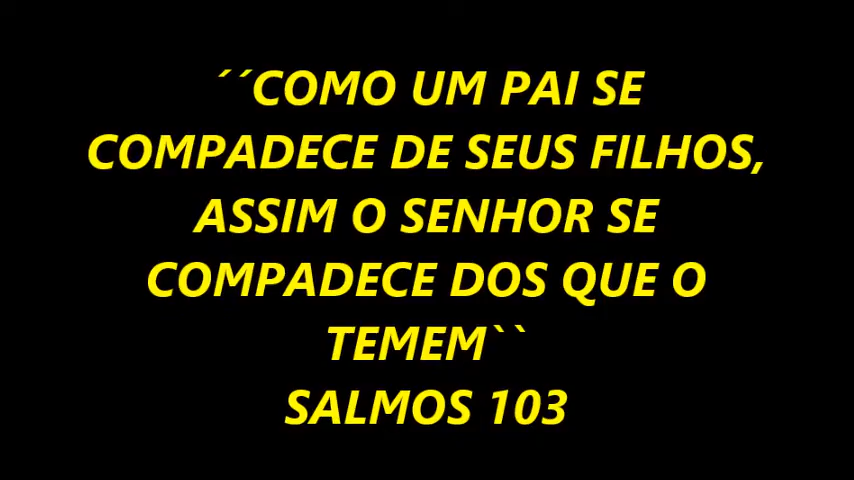 ´´COMO UM PAI SE
COMPADECE DE SEUS FILHOS,
ASSIM O SENHOR SE
COMPADECE DOS QUE O
TEMEM``
SALMOS 103